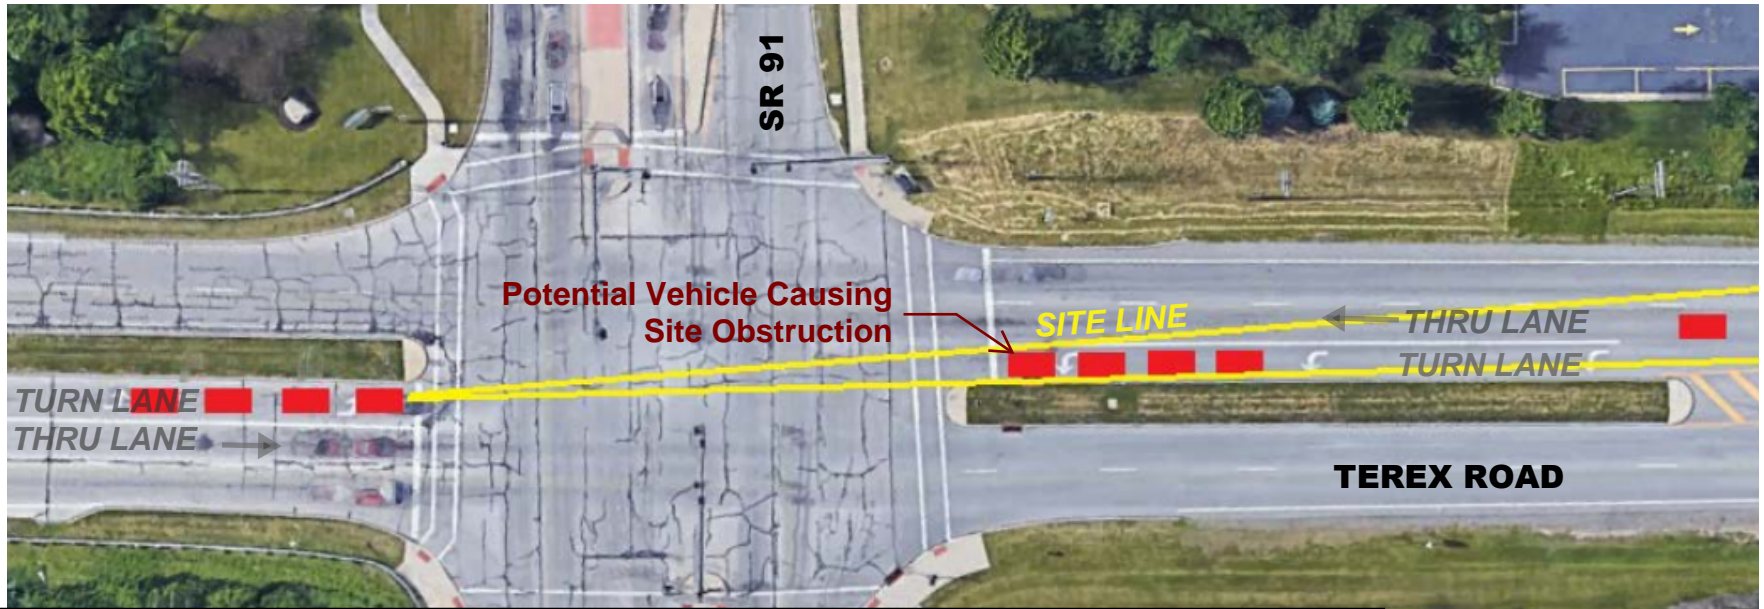 SR 91
Potential Vehicle Causing
Site Obstruction
SITE LINE
THRU LANE
TURN LANE
TURN LANE
THRU LANE
TEREX ROAD